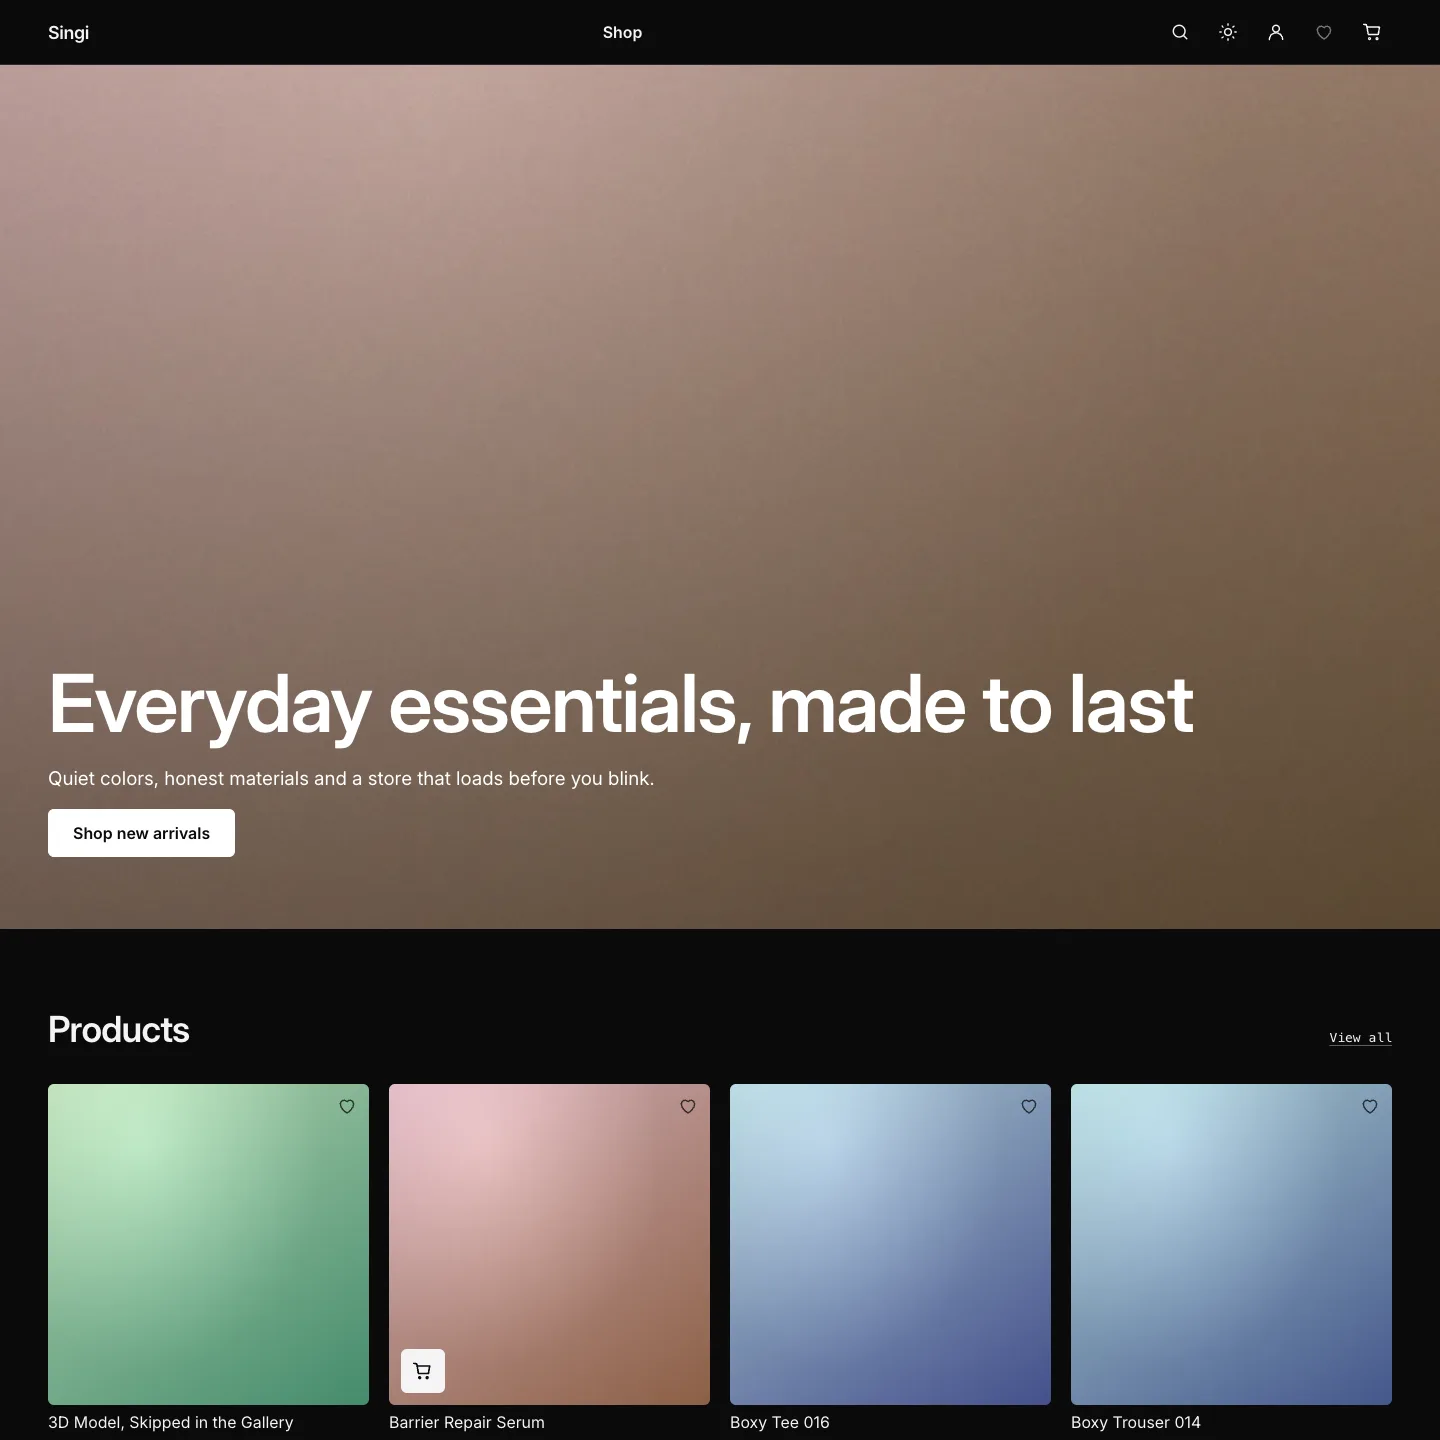 Singi
Shop
Everyday essentials, made to last
Quiet colors, honest materials and a store that loads before you blink.
Shop new arrivals
Products
View all
3D Model, Skipped in the Gallery
Barrier Repair Serum
Boxy Tee 016
Boxy Trouser 014